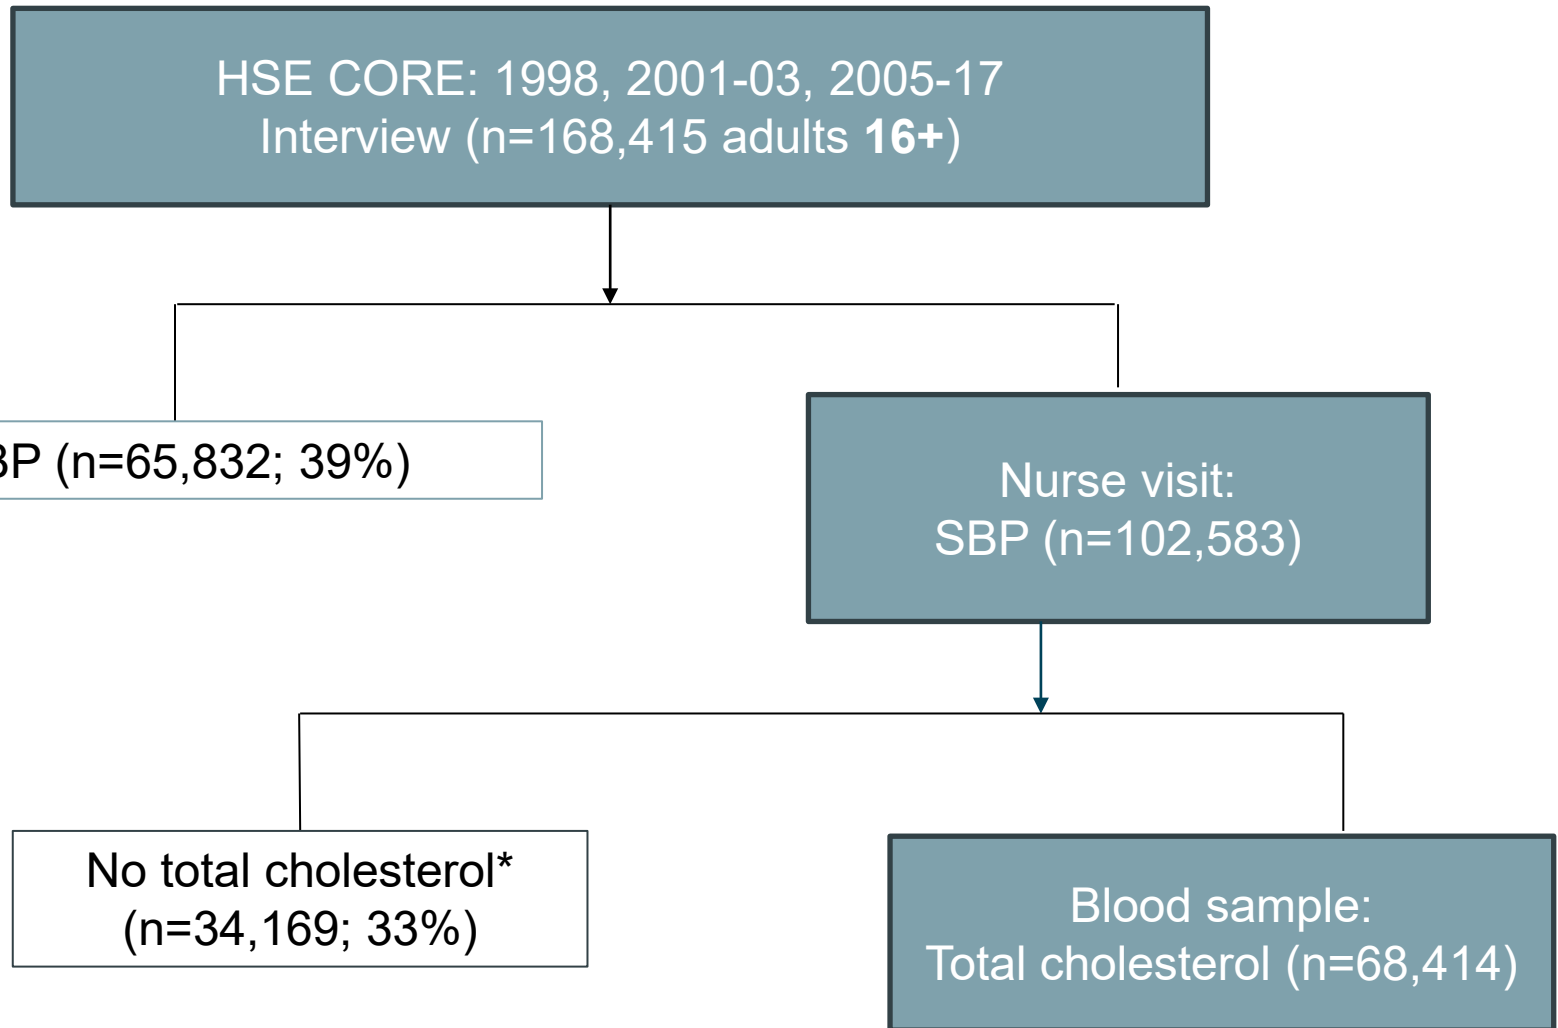 HSE CORE: 1998, 2001-03, 2005-17
Interview (n=168,415 adults 16+)
BP (n=65,832; 39%)
Nurse visit:
SBP (n=102,583)
No total cholesterol*
(n=34,169; 33%)
Blood sample:
Total cholesterol (n=68,414)